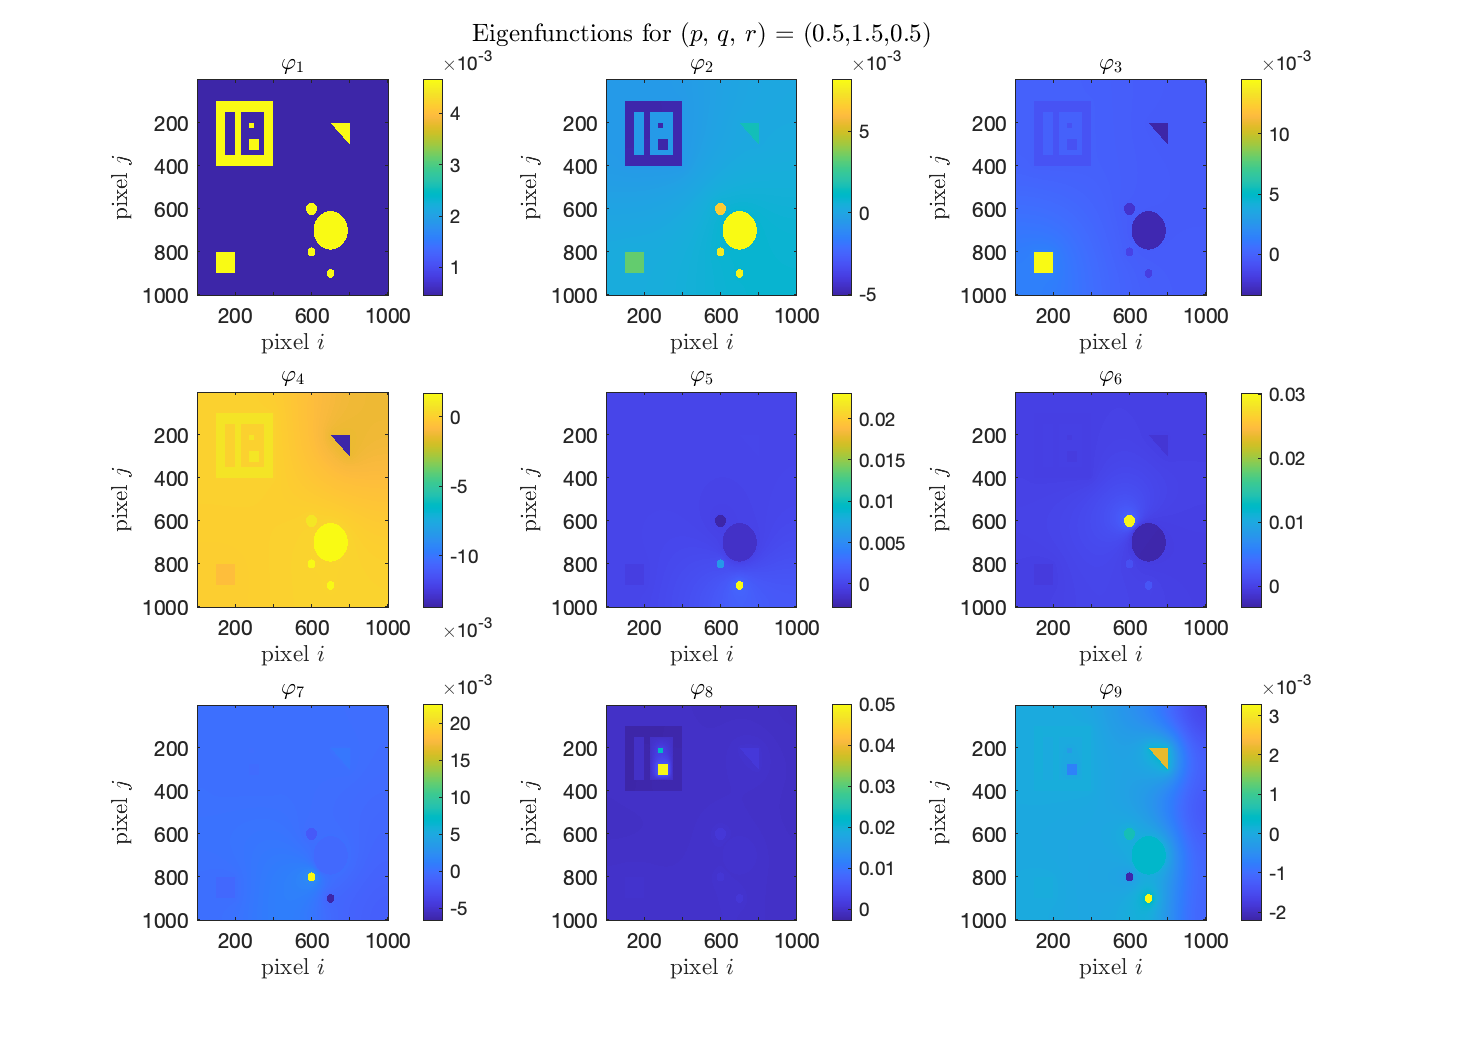 Eigenfunctions for (p, q, r) = (0.5,1.5,0.5)
φ1 φ2 φ3
×10-3 ×10-3 ×10-3
200 400 600 800 1000
pixel j
200 600 1000
pixel i
4 3 2 1
200 400 600 800 1000
pixel j
200 600 1000
pixel i
5 0 -5
200 400 600 800 1000
pixel j
200 600 1000
pixel i
10 5 0
φ4 φ5 φ6
200 400 600 800 1000
pixel j
200 600 1000
pixel i
0 -5 -10
×10-3
200 400 600 800 1000
pixel j
200 600 1000
pixel i
0.02 0.015 0.01 0.005 0
200 400 600 800 1000
pixel j
200 600 1000
pixel i
0.03 0.02 0.01 0
φ7 φ8 φ9
×10-3 ×10-3
200 400 600 800 1000
pixel j
200 600 1000
pixel i
20 15 10 5 0 -5
200 400 600 800 1000
pixel j
200 600 1000
pixel i
0.05 0.04 0.03 0.02 0.01 0
200 400 600 800 1000
pixel j
200 600 1000
pixel i
3 2 1 0 -1 -2